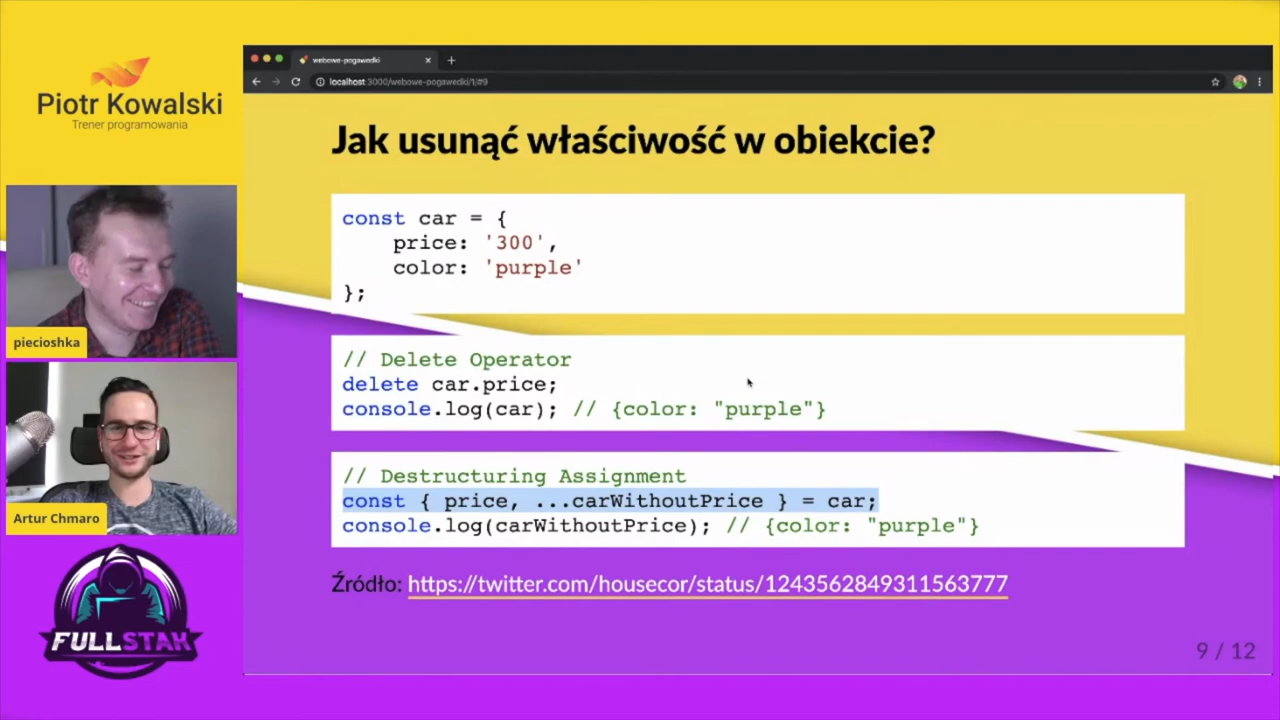 Piotr Kowalski
Trener programowania
piecioshka
Artur Chmaro
FULLSTAK
webowe-pogawedki
localhost:3000/webowe-pogawedki/1/#9
Jak usunąć właściwość w obiekcie?
const car = {
    price: '300',
    color: 'purple'
};
// Delete Operator
delete car.price;
console.log(car); // {color: "purple"}
// Destructuring Assignment
const { price, ...carWithoutPrice } = car;
console.log(carWithoutPrice); // {color: "purple"}
Źródło: https://twitter.com/housecor/status/1243562849311563777
9 / 12